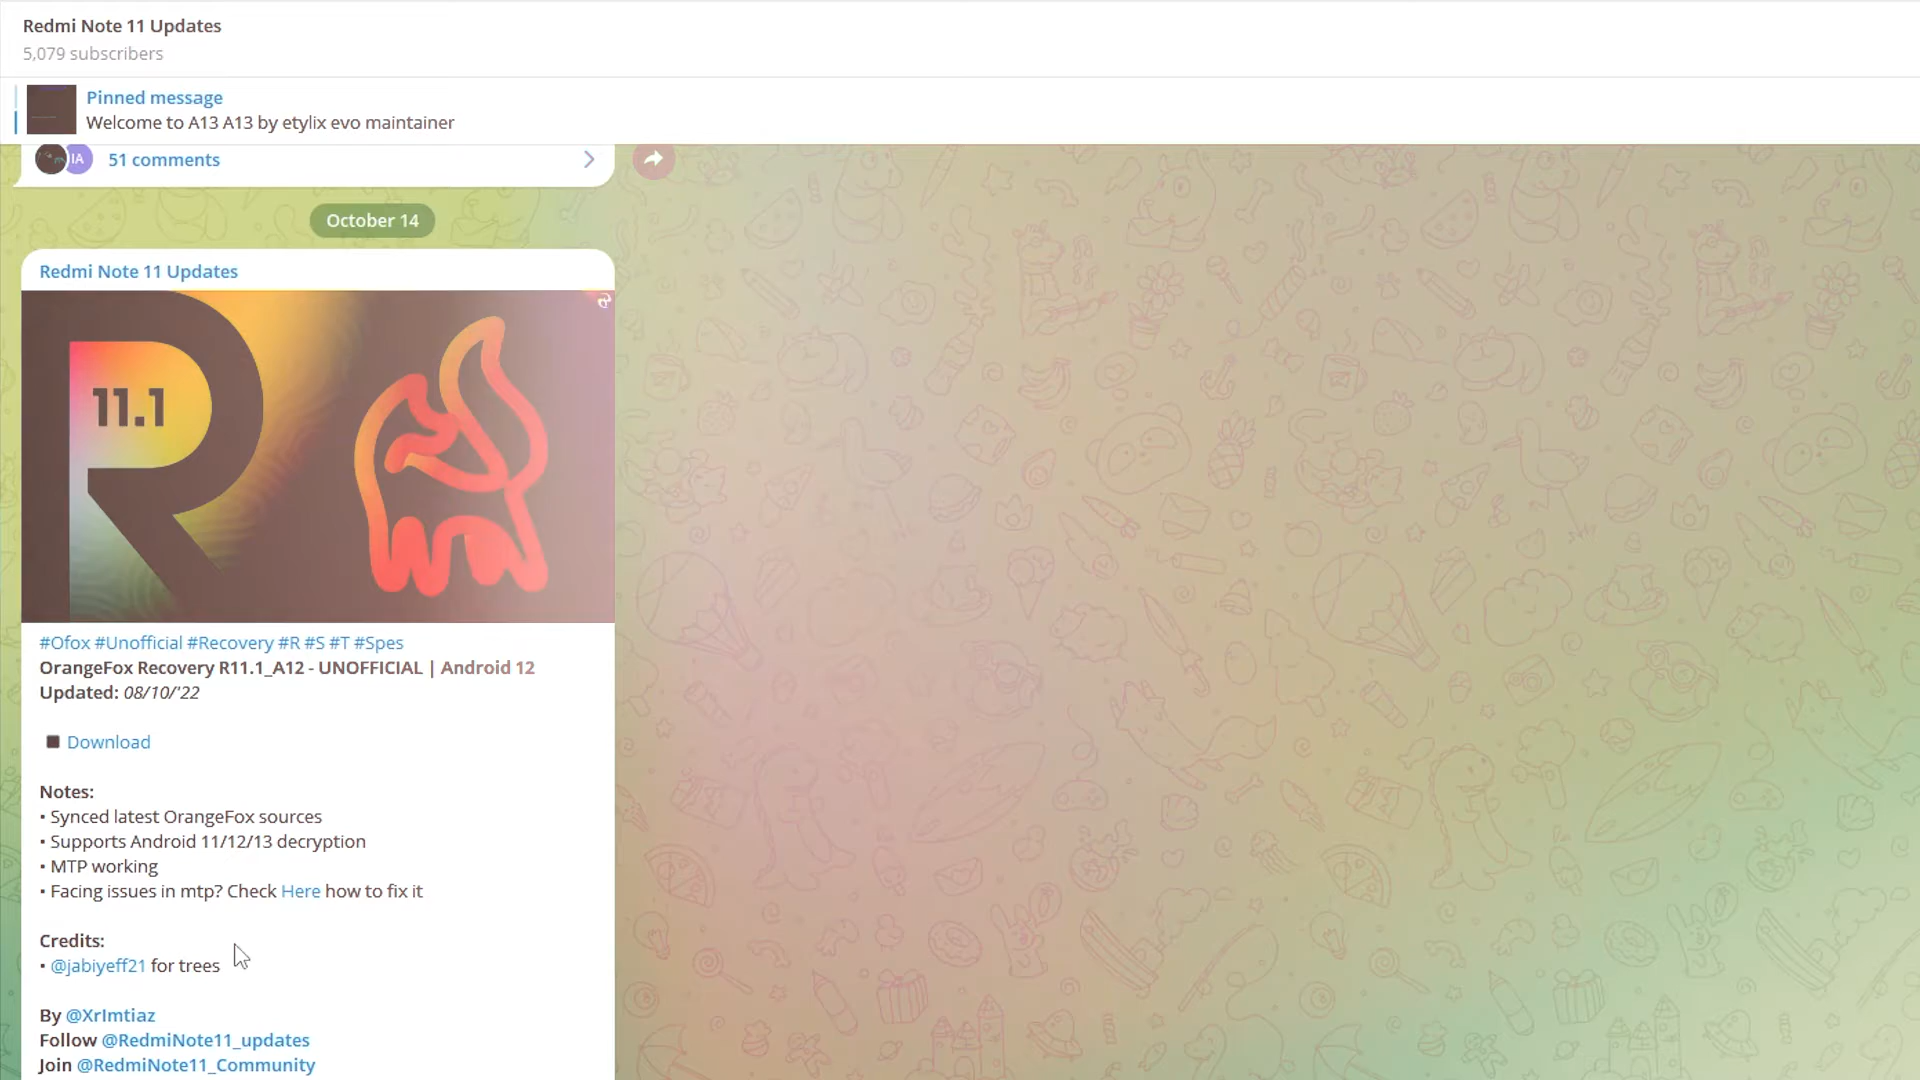 Redmi Note 11 Updates
5,079 subscribers
Pinned message
Welcome to A13 A13 by etylix evo maintainer
IA
51 comments
October 14
Redmi Note 11 Updates
R
11.1
#Ofox #Unofficial #Recovery #R #S #T #Spes
OrangeFox Recovery R11.1_A12 - UNOFFICIAL | Android 12
Updated: 08/10/'22
Download
Notes:
• Synced latest OrangeFox sources
• Supports Android 11/12/13 decryption
• MTP working
• Facing issues in mtp? Check Here how to fix it
Credits:
• @jabiyeff21 for trees
By @XrImtiaz
Follow @RedmiNote11_updates
Join @RedmiNote11_Community